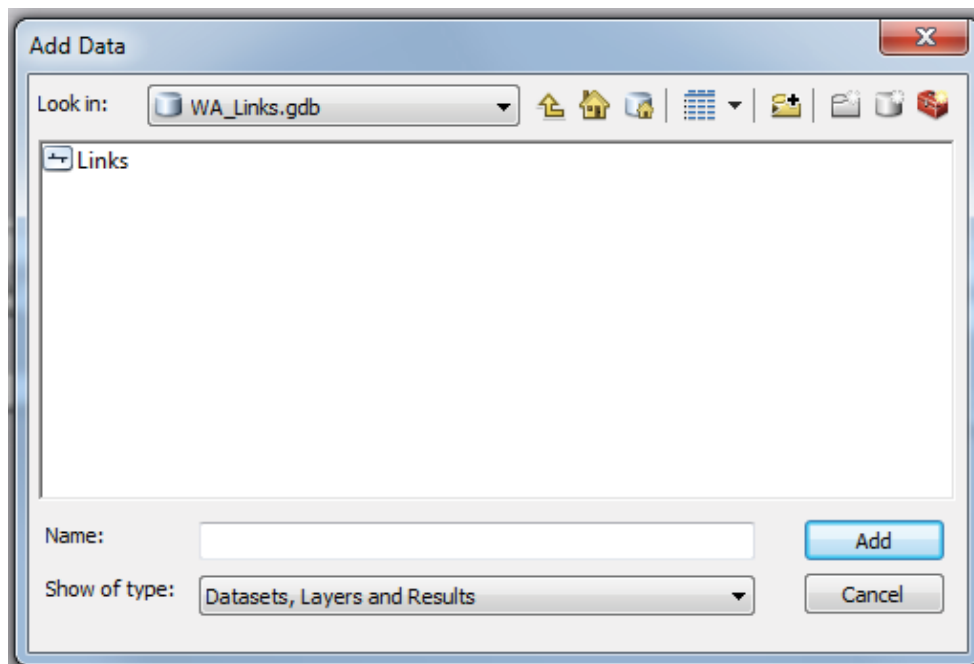 Add Data
Look in: WA_Links.gdb
Links
Name:
Add
Show of type: Datasets, Layers and Results
Cancel